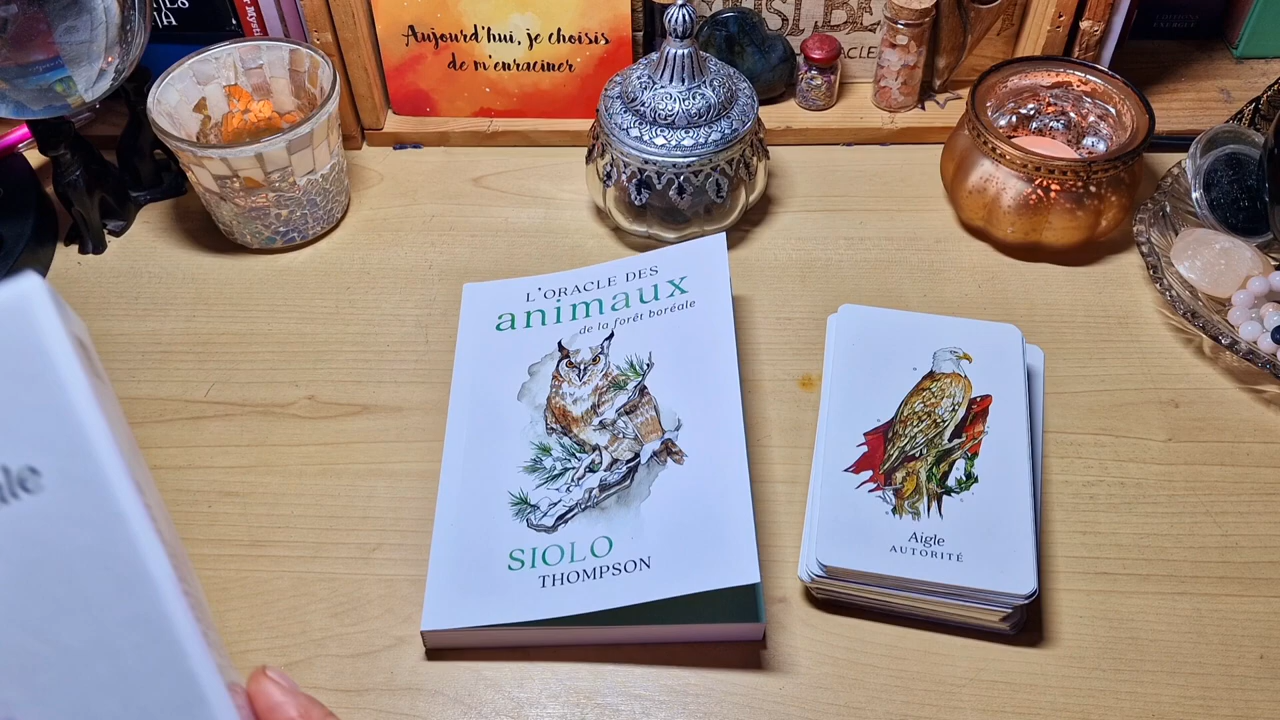 Aujourd'hui, je choisis
de m'enraciner
L'ORACLE DES
animaux
de la forêt boréale
SIOLO
THOMPSON
Aigle
AUTORITÉ